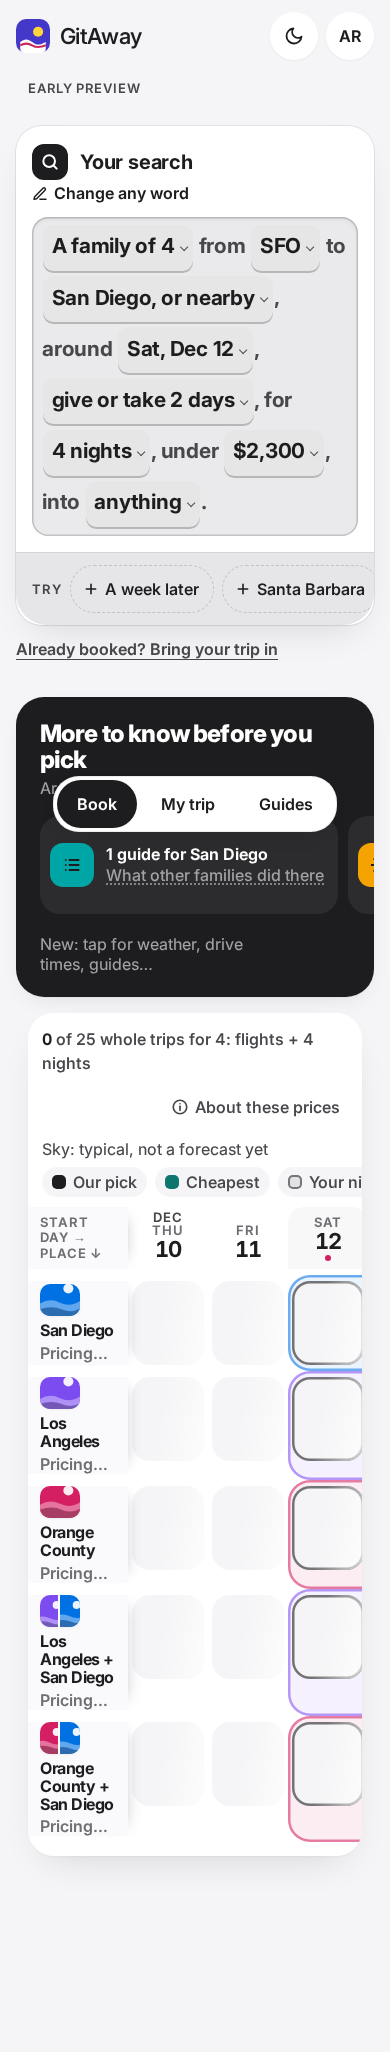 GitAway
AR
EARLY PREVIEW
Your search
Change any word
A family of 4 from SFO to
San Diego, or nearby,
around Sat, Dec 12,
give or take 2 days, for
4 nights, under $2,300,
into anything.
TRY + A week later + Santa Barbara
Already booked? Bring your trip in
More to know before you
pick
Book My trip Guides
1 guide for San Diego
What other families did there
New: tap for weather, drive
times, guides...
0 of 25 whole trips for 4: flights + 4
nights
About these prices
Sky: typical, not a forecast yet
Our pick Cheapest Your
START
DAY →
PLACE ↓
DEC
THU
10
FRI
11
SAT
12
San Diego
Pricing...
Los
Angeles
Pricing...
Orange
County
Pricing...
Los
Angeles +
San Diego
Pricing...
Orange
County +
San Diego
Pricing...